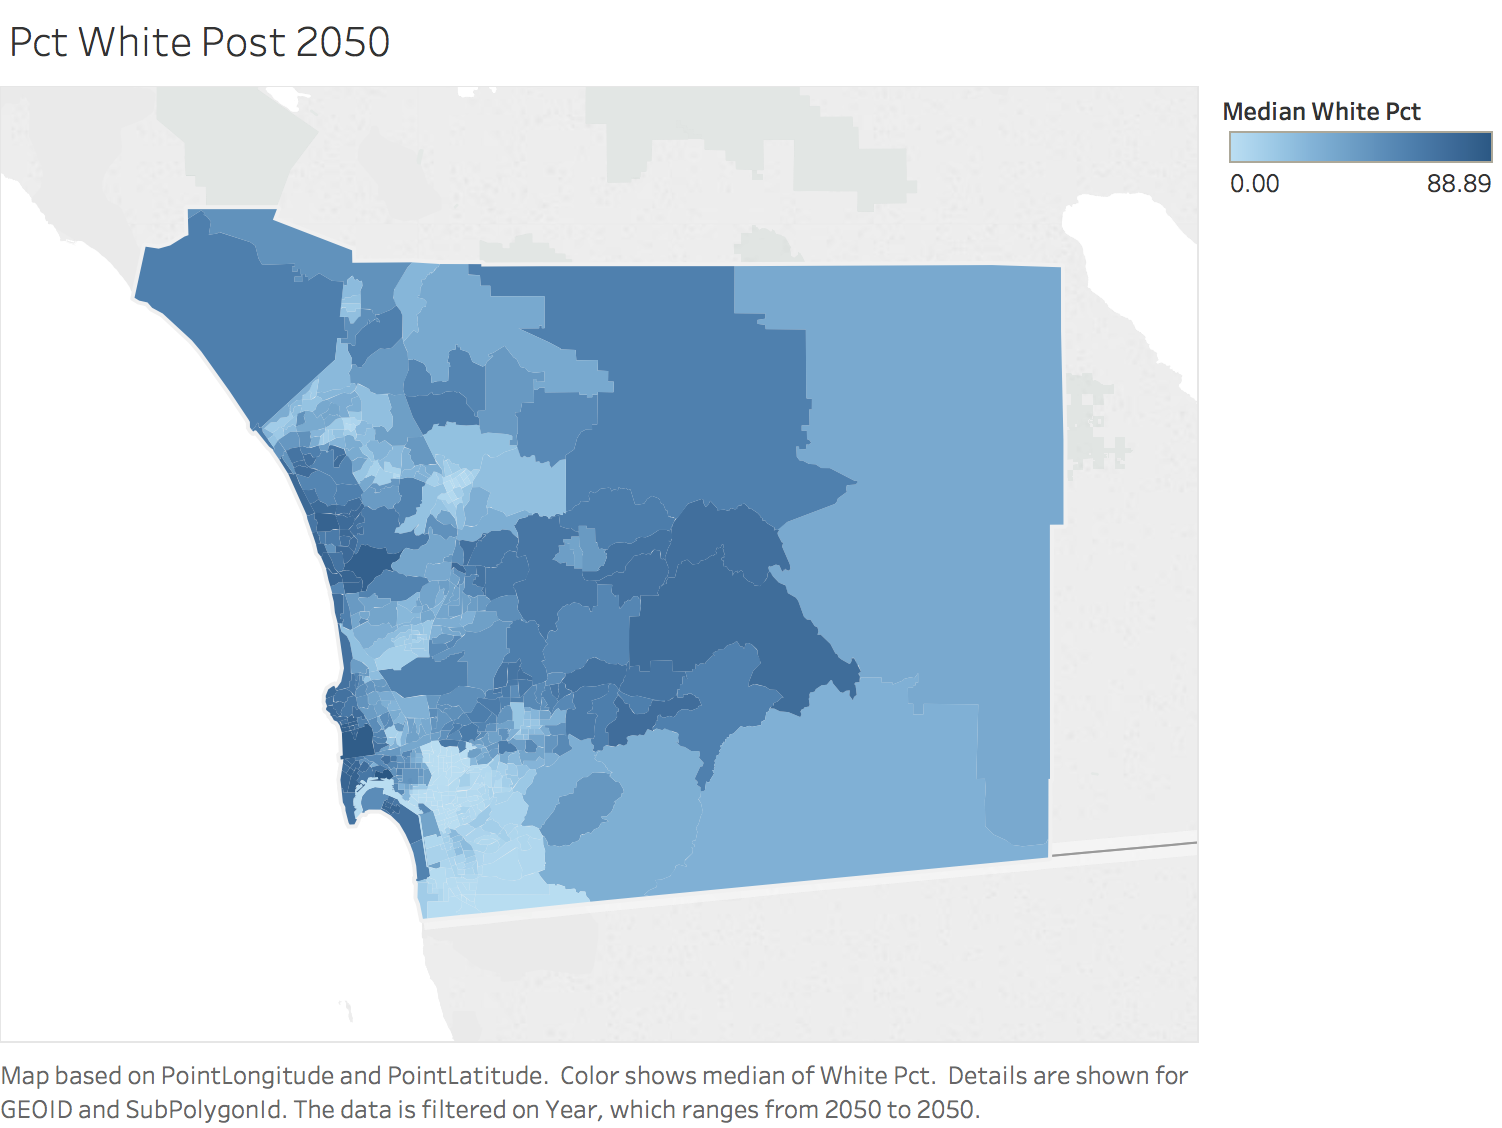 Pct White Post 2050
Median White Pct
0.00 88.89
Map based on PointLongitude and PointLatitude.  Color shows median of White Pct.  Details are shown for
GEOID and SubPolygonId. The data is filtered on Year, which ranges from 2050 to 2050.